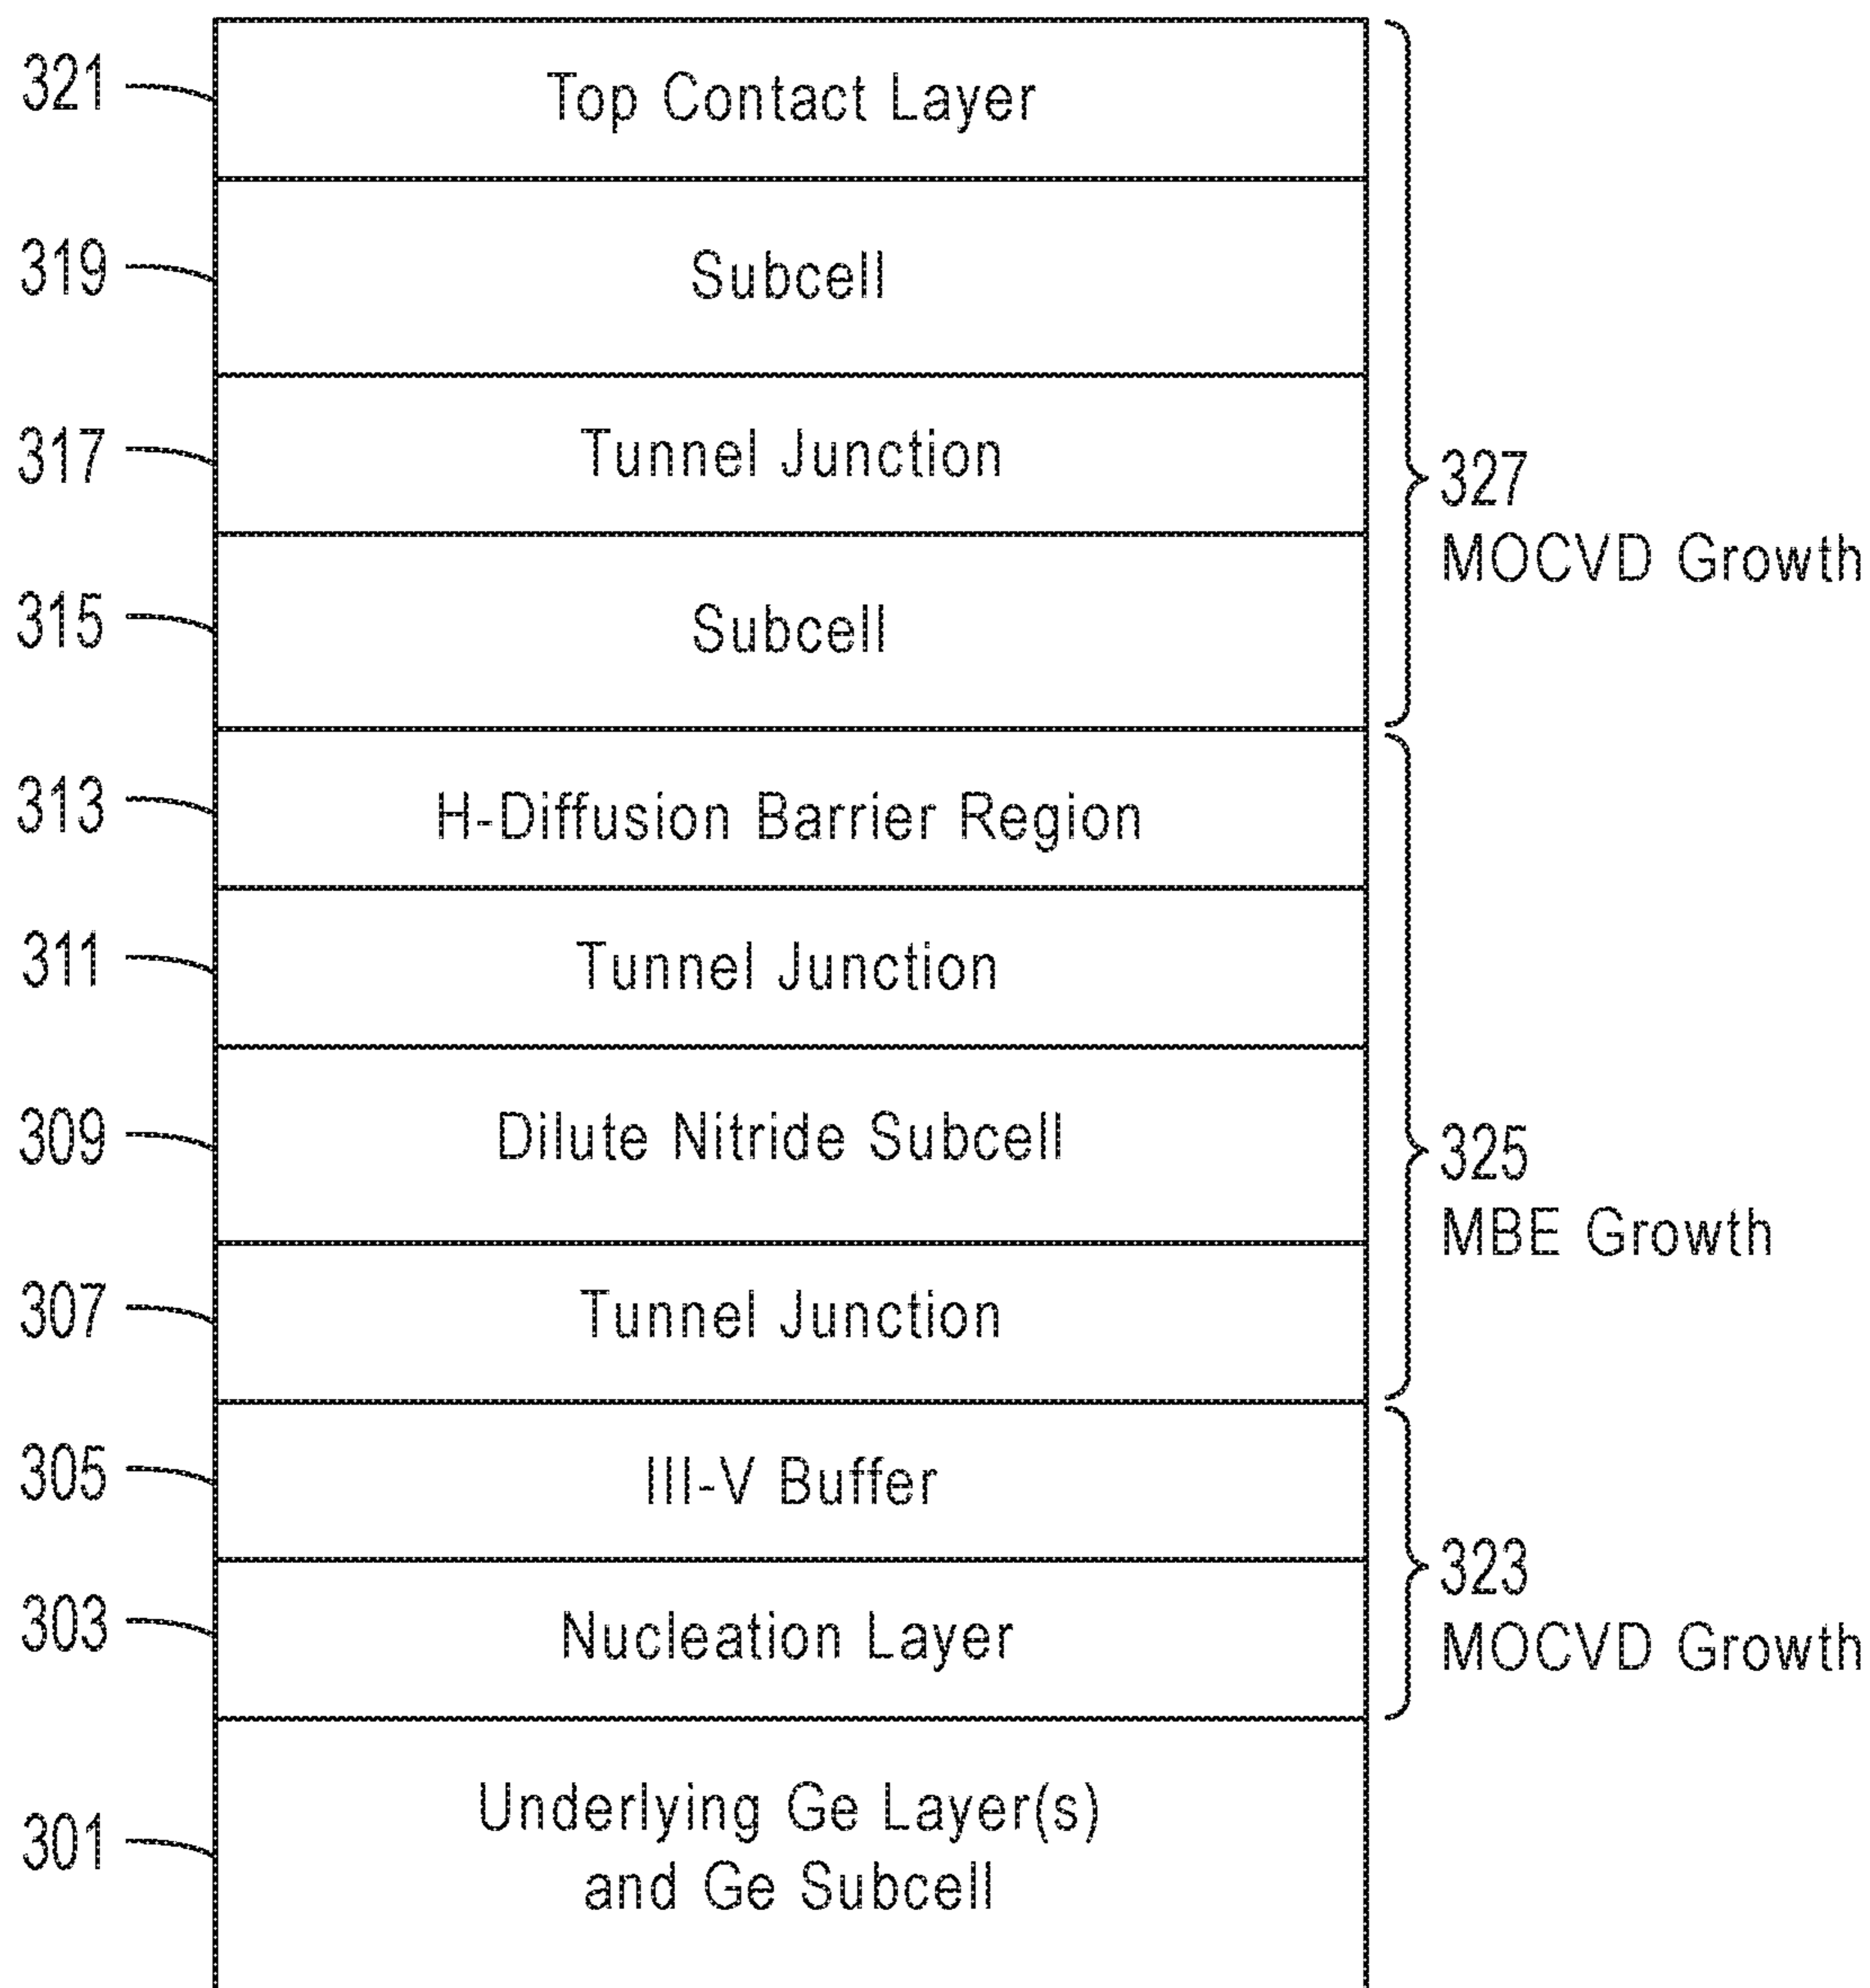 321
Top Contact Layer
319
Subcell
317
Tunnel Junction
327
MOCVD Growth
315
Subcell
313
H-Diffusion Barrier Region
311
Tunnel Junction
309
Dilute Nitride Subcell
325
MBE Growth
307
Tunnel Junction
305
III-V Buffer
323
MOCVD Growth
303
Nucleation Layer
301
Underlying Ge Layer(s)
and Ge Subcell